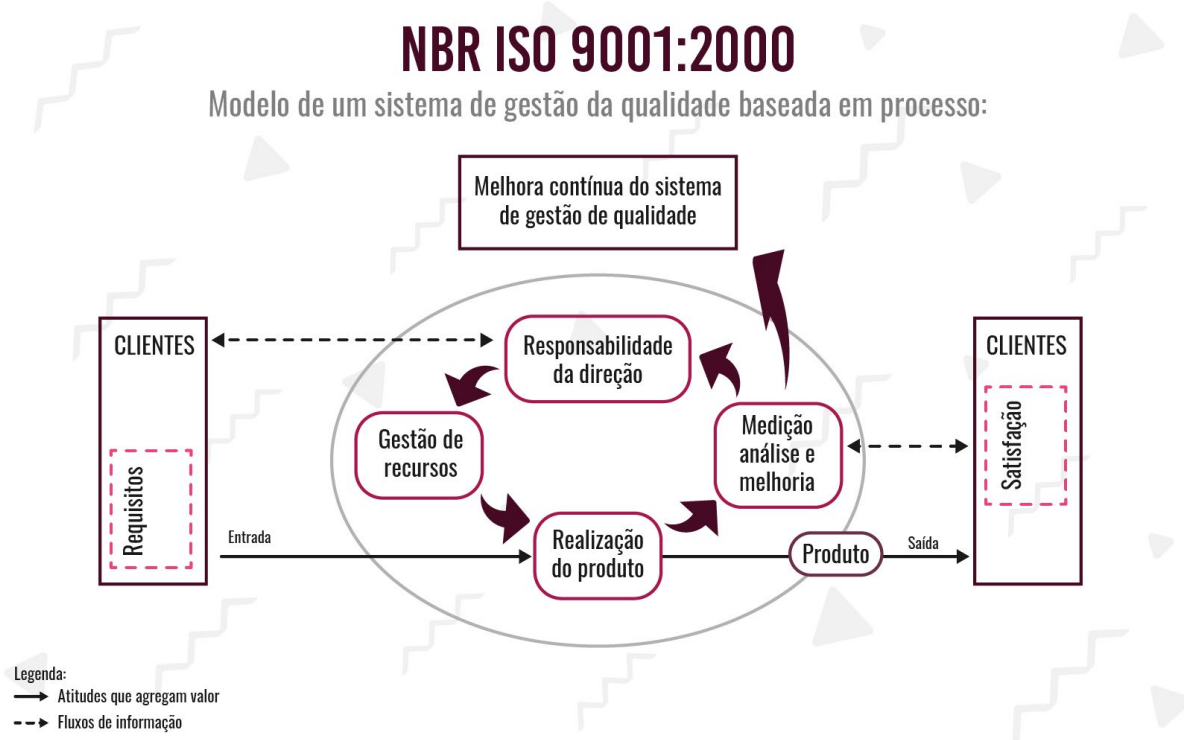 NBR ISO 9001:2000
Modelo de um sistema de gestão da qualidade baseada em processo:
Melhora contínua do sistema
de gestão de qualidade
CLIENTES
Requisitos
Responsabilidade
da direção
Gestão de
recursos
Medição
análise e
melhoria
Realização
do produto
Entrada
Produto
Saída
CLIENTES
Satisfação
Legenda:
Atitudes que agregam valor
Fluxos de informação